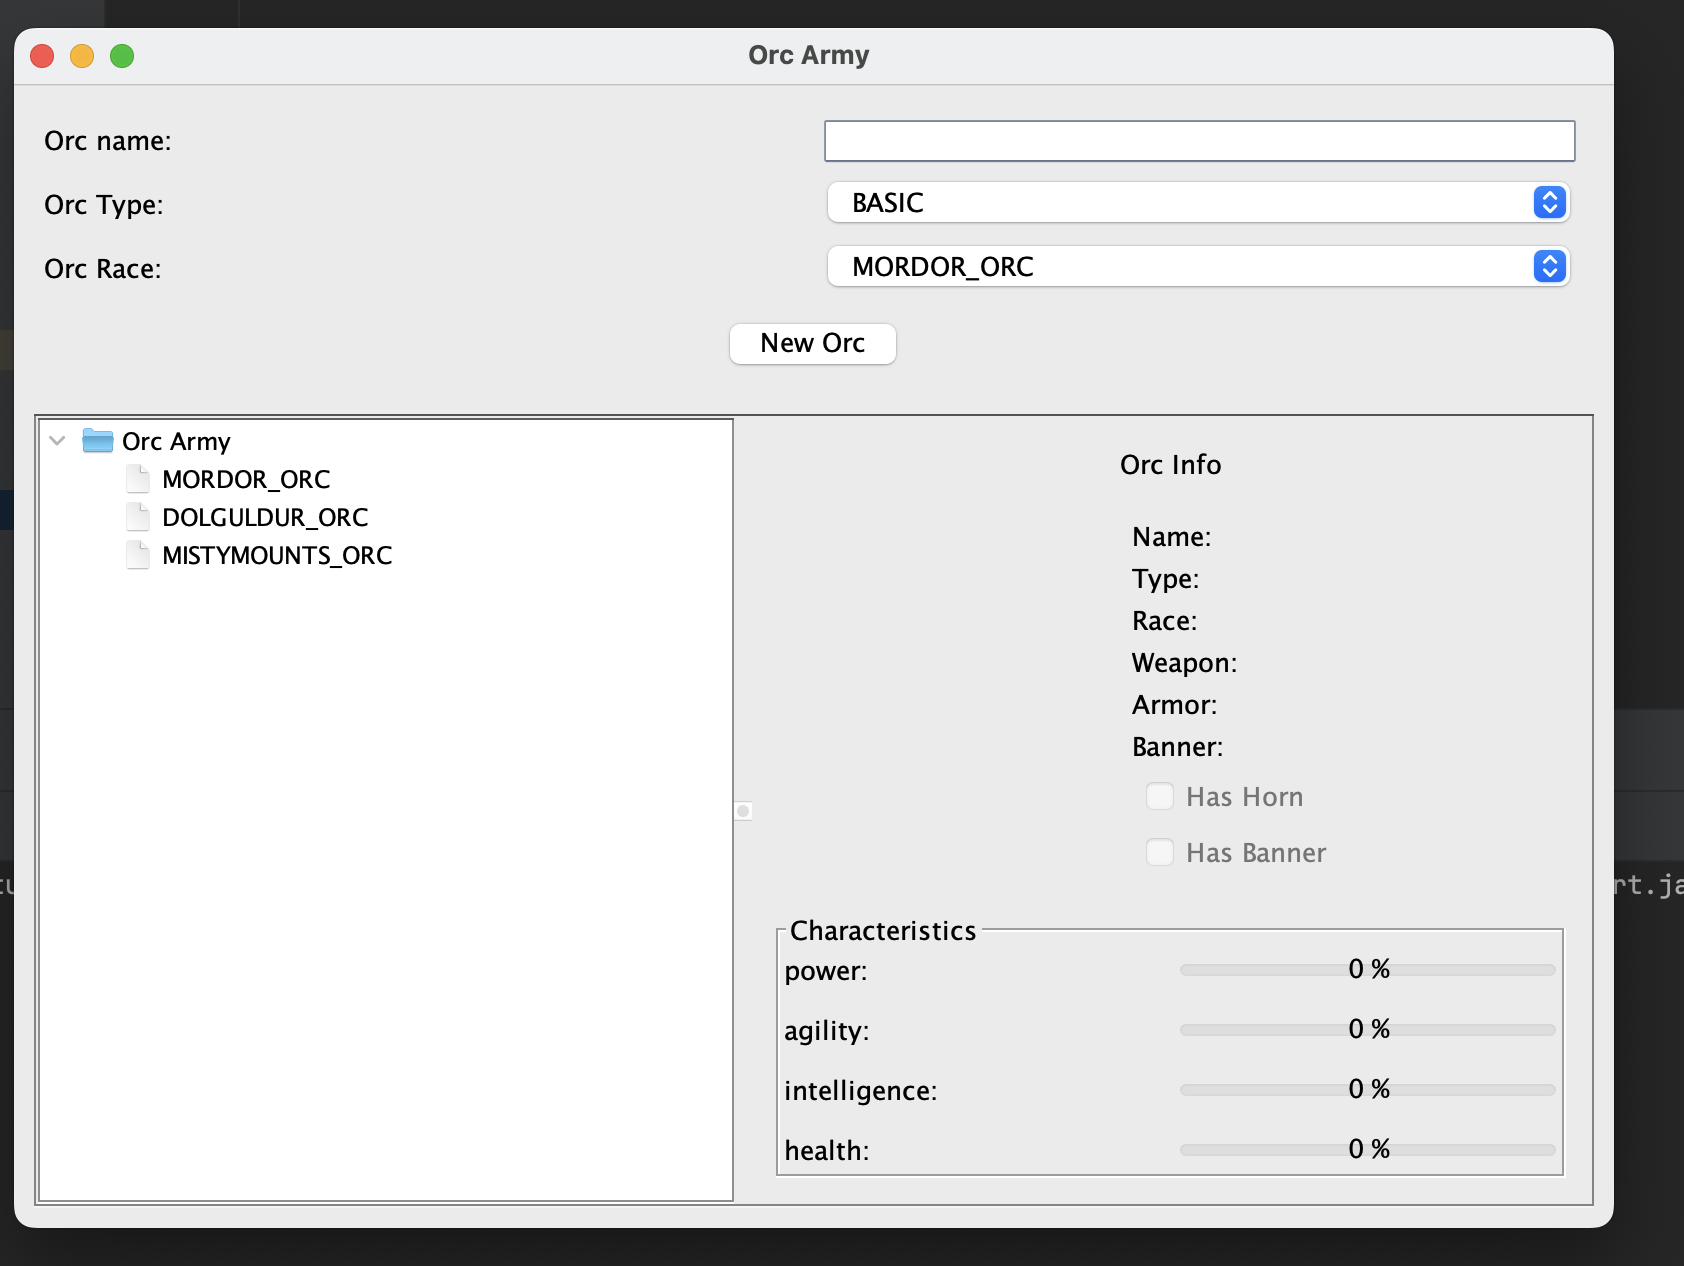 Orc Army
Orc name:
Orc Type: BASIC
Orc Race: MORDOR_ORC
New Orc
Orc Army
MORDOR_ORC
DOLGULDUR_ORC
MISTYMOUNTS_ORC
Orc Info
Name:
Type:
Race:
Weapon:
Armor:
Banner:
Has Horn
Has Banner
Characteristics
power: 0 %
agility: 0 %
intelligence: 0 %
health: 0 %